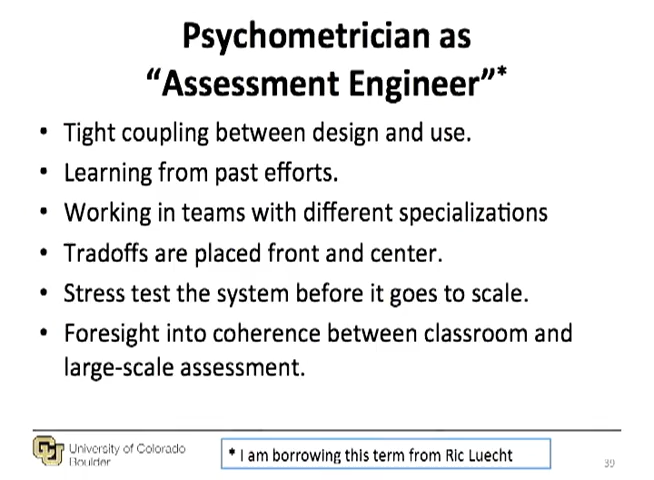 Psychometrician as
“Assessment Engineer”*
• Tight coupling between design and use.
• Learning from past efforts.
• Working in teams with different specializations
• Tradoffs are placed front and center.
• Stress test the system before it goes to scale.
• Foresight into coherence between classroom and
large-scale assessment.
University of Colorado
Boulder
* I am borrowing this term from Ric Luecht
39